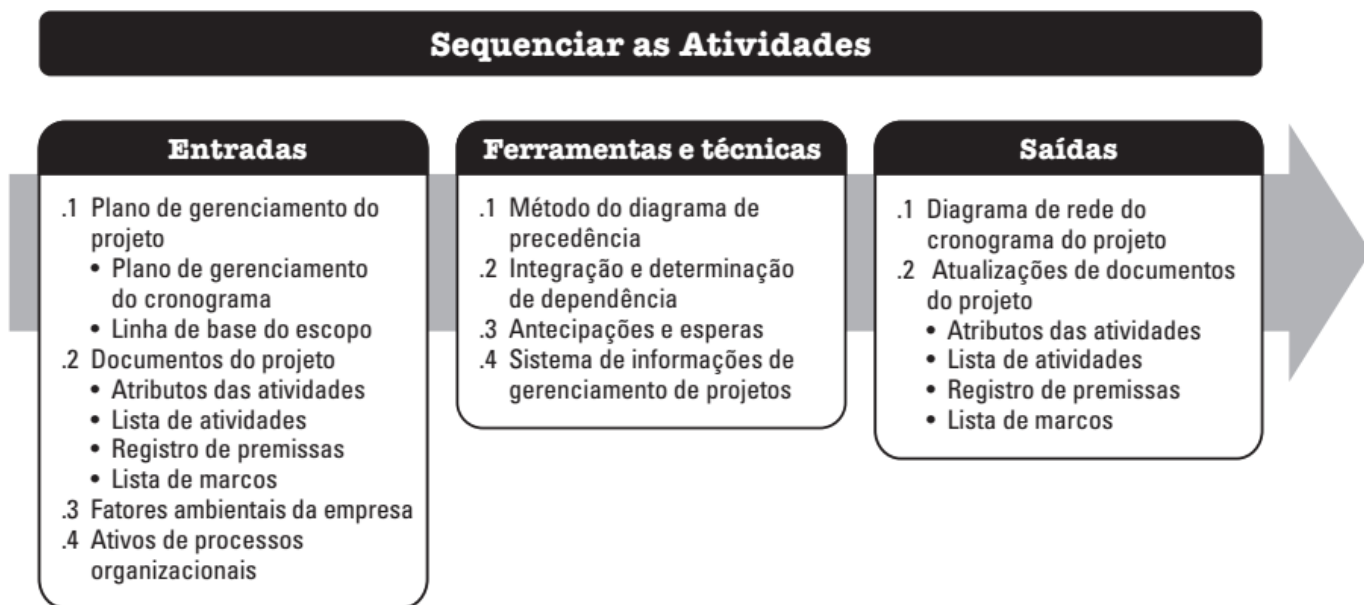 Sequenciar as Atividades
Entradas
.1 Plano de gerenciamento do
projeto
• Plano de gerenciamento
do cronograma
• Linha de base do escopo
.2 Documentos do projeto
• Atributos das atividades
• Lista de atividades
• Registro de premissas
• Lista de marcos
.3 Fatores ambientais da empresa
.4 Ativos de processos
organizacionais
Ferramentas e técnicas
.1 Método do diagrama de
precedência
.2 Integração e determinação
de dependência
.3 Antecipações e esperas
.4 Sistema de informações de
gerenciamento de projetos
Saídas
.1 Diagrama de rede do
cronograma do projeto
.2 Atualizações de documentos
do projeto
• Atributos das atividades
• Lista de atividades
• Registro de premissas
• Lista de marcos